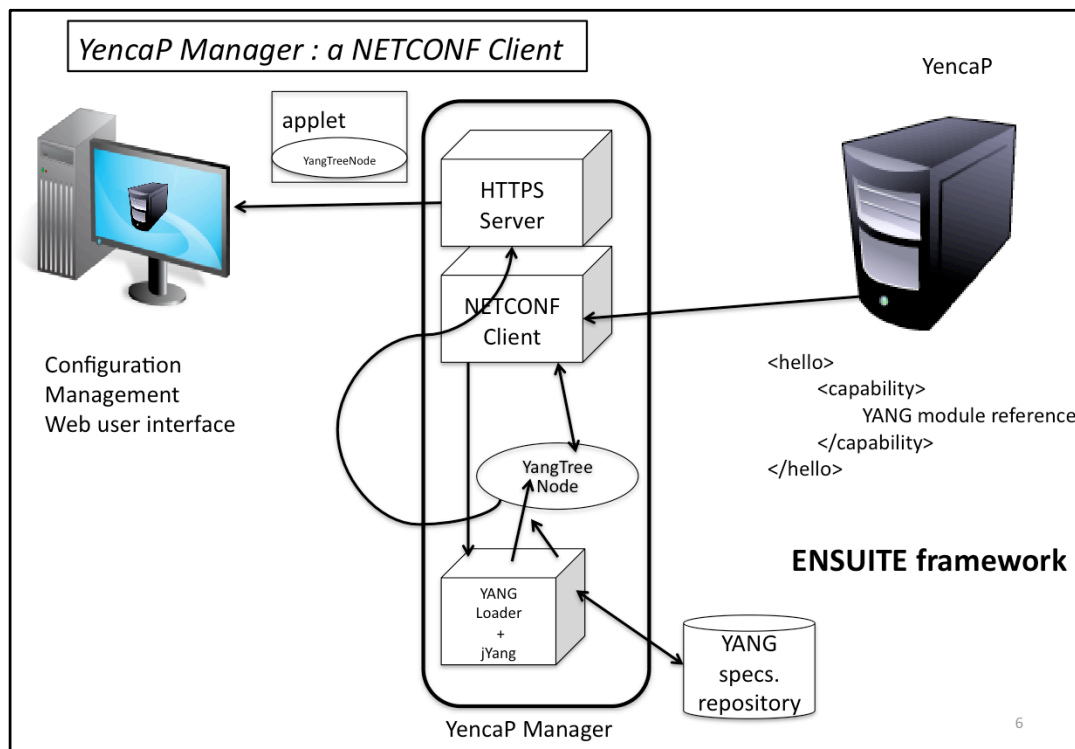 YencaP Manager : a NETCONF Client
YencaP
applet
YangTreeNode
HTTPS
Server
NETCONF
Client
Configuration
Management
Web user interface
<hello>
<capability>
YANG module reference
</capability>
</hello>
YangTree
Node
ENSUITE framework
YANG
Loader
+
jYang
YANG
specs.
repository
YencaP Manager
6